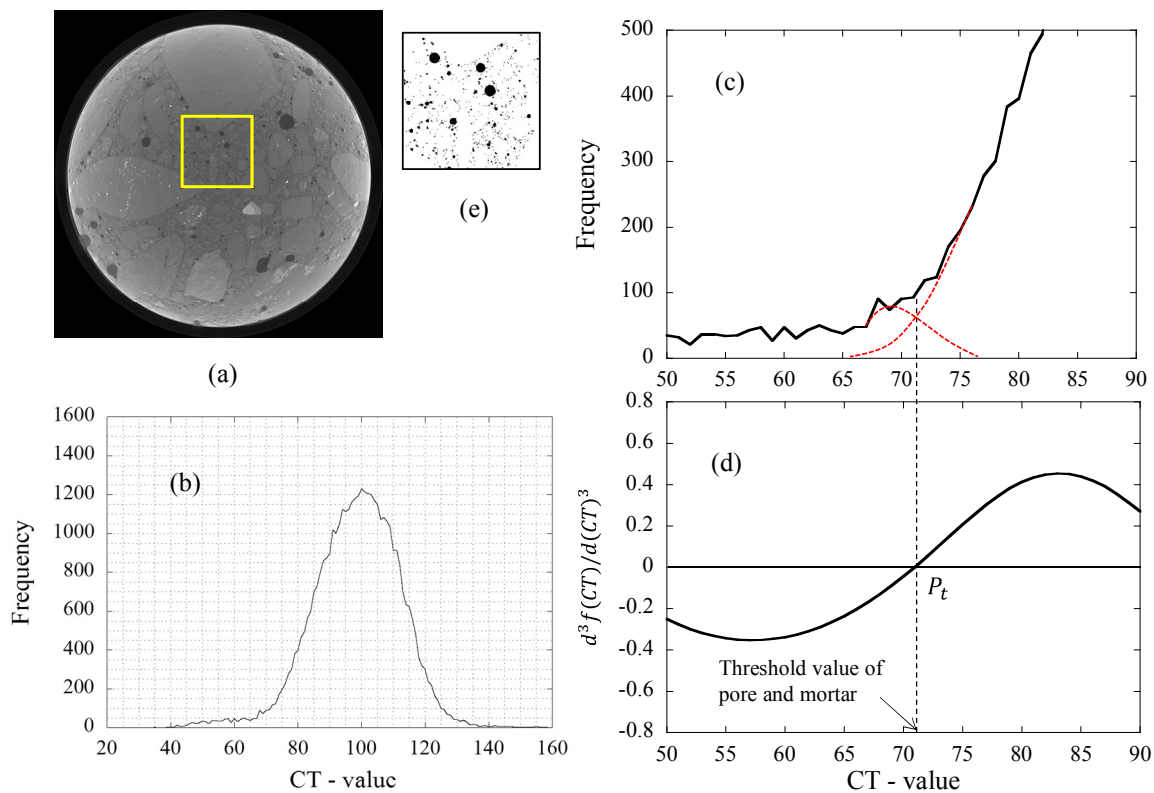 (a)
(e)
(b)
Frequency
1600
1400
1200
1000
800
600
400
200
0
20 40 60 80 100 120 140 160
CT - valuc
(c)
Frequency
500
400
300
200
100
0
50 55 60 65 70 75 80 85 90
(d)
d³f(CT)/d(CT)³
0.8
0.6
0.4
0.2
0
-0.2
-0.4
-0.6
-0.8
P_t
Threshold value of
pore and mortar
50 55 60 65 70 75 80 85 90
CT - value